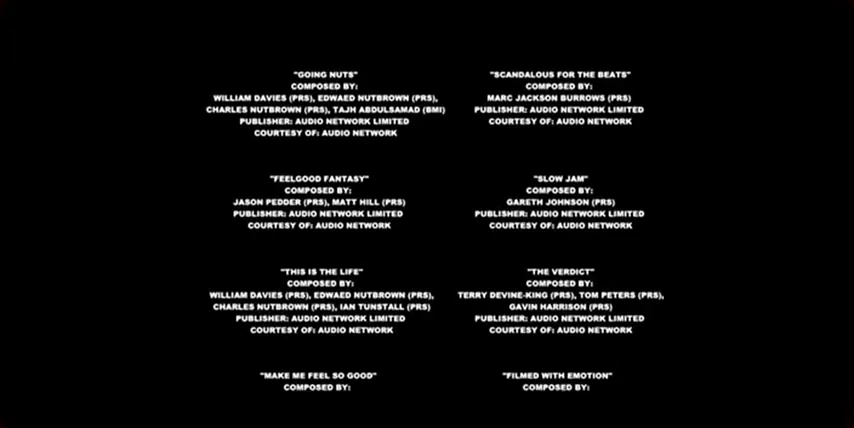 "GOING NUTS"
COMPOSED BY:
WILLIAM DAVIES (PRS), EDWAED NUTBROWN (PRS),
CHARLES NUTBROWN (PRS), TAJH ABDULSAMAD (BMI)
PUBLISHER: AUDIO NETWORK LIMITED
COURTESY OF: AUDIO NETWORK
"SCANDALOUS FOR THE BEATS"
COMPOSED BY:
MARC JACKSON BURROWS (PRS)
PUBLISHER: AUDIO NETWORK LIMITED
COURTESY OF: AUDIO NETWORK
"FEELGOOD FANTASY"
COMPOSED BY:
JASON PEDDER (PRS), MATT HILL (PRS)
PUBLISHER: AUDIO NETWORK LIMITED
COURTESY OF: AUDIO NETWORK
"SLOW JAM"
COMPOSED BY:
GARETH JOHNSON (PRS)
PUBLISHER: AUDIO NETWORK LIMITED
COURTESY OF: AUDIO NETWORK
"THIS IS THE LIFE"
COMPOSED BY:
WILLIAM DAVIES (PRS), EDWAED NUTBROWN (PRS),
CHARLES NUTBROWN (PRS), IAN TUNSTALL (PRS)
PUBLISHER: AUDIO NETWORK LIMITED
COURTESY OF: AUDIO NETWORK
"THE VERDICT"
COMPOSED BY:
TERRY DEVINE-KING (PRS), TOM PETERS (PRS),
GAVIN HARRISON (PRS)
PUBLISHER: AUDIO NETWORK LIMITED
COURTESY OF: AUDIO NETWORK
"MAKE ME FEEL SO GOOD"
COMPOSED BY:
"FILMED WITH EMOTION"
COMPOSED BY: